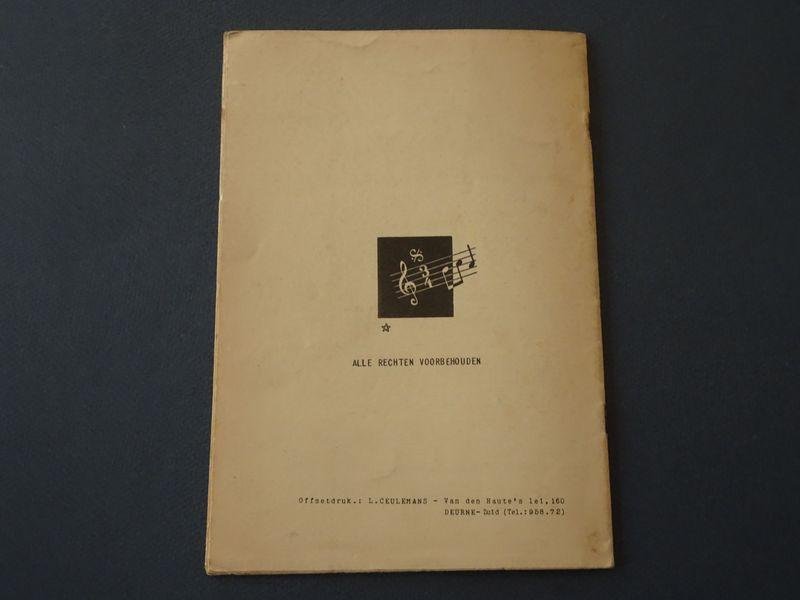 ALLE RECHTEN VOORBEHOUDEN
Offsetdruk.: L.CEULEMANS - Van den Haute's lei,160
DEURNE-Zuid (Tel.:958.72)